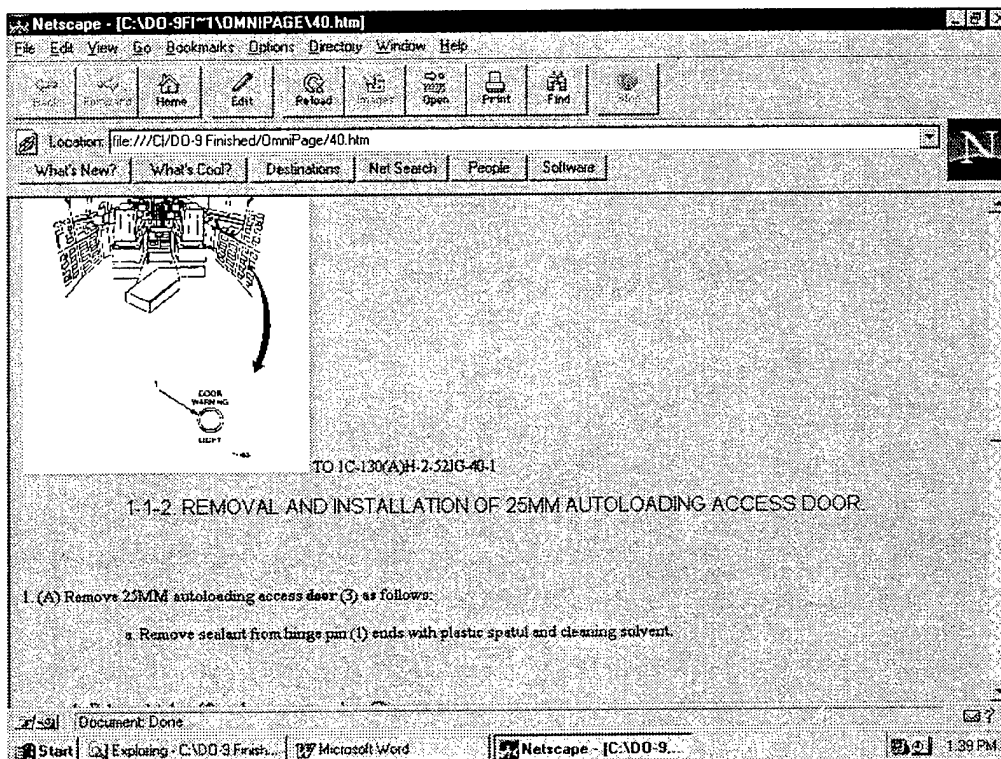 Netscape - [C:\DO-9FI~1\OMNIPAGE\40.htm]
File Edit View Go Bookmarks Options Directory Window Help
Back Forward Home Edit Reload Images Open Print Find Stop
Location: file:///C|/DO-9 Finished/OmniPage/40.htm
What's New? What's Cool? Destinations Net Search People Software
N
1
DOOR
WARNING
LIGHT
TO 1C-130(A)H-2-52JG-40-1
1-1-2. REMOVAL AND INSTALLATION OF 25MM AUTOLOADING ACCESS DOOR.
1. (A) Remove 25MM autoloading access door (3) as follows:
a. Remove sealant from hinge pin (1) ends with plastic spatul and cleaning solvent.
Document: Done
Start Exploring - C:\DO-9 Finish... Microsoft Word Netscape - [C:\DO-9... 1:39 PM